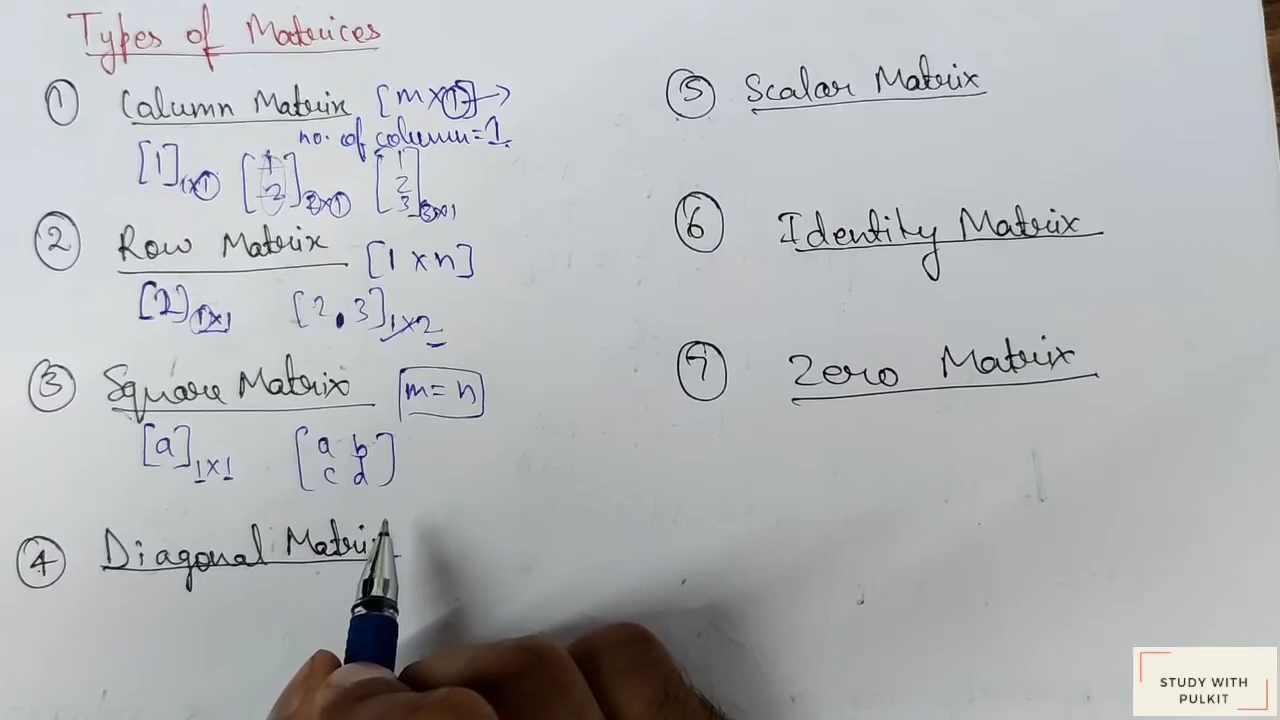 Types of Matrices
① Column Matrix [m×1]→
no. of column=1.
[1]1×1 [1 2]2×1 [1 2 3]3×1
② Row Matrix [1 × n]
[2]1×1 [2, 3]1×2
③ Square Matrix m = n
[a]1×1 [a b
c d]
④ Diagonal Matrix
⑤ Scalar Matrix
⑥ Identity Matrix
⑦ Zero Matrix
STUDY WITH
PULKIT